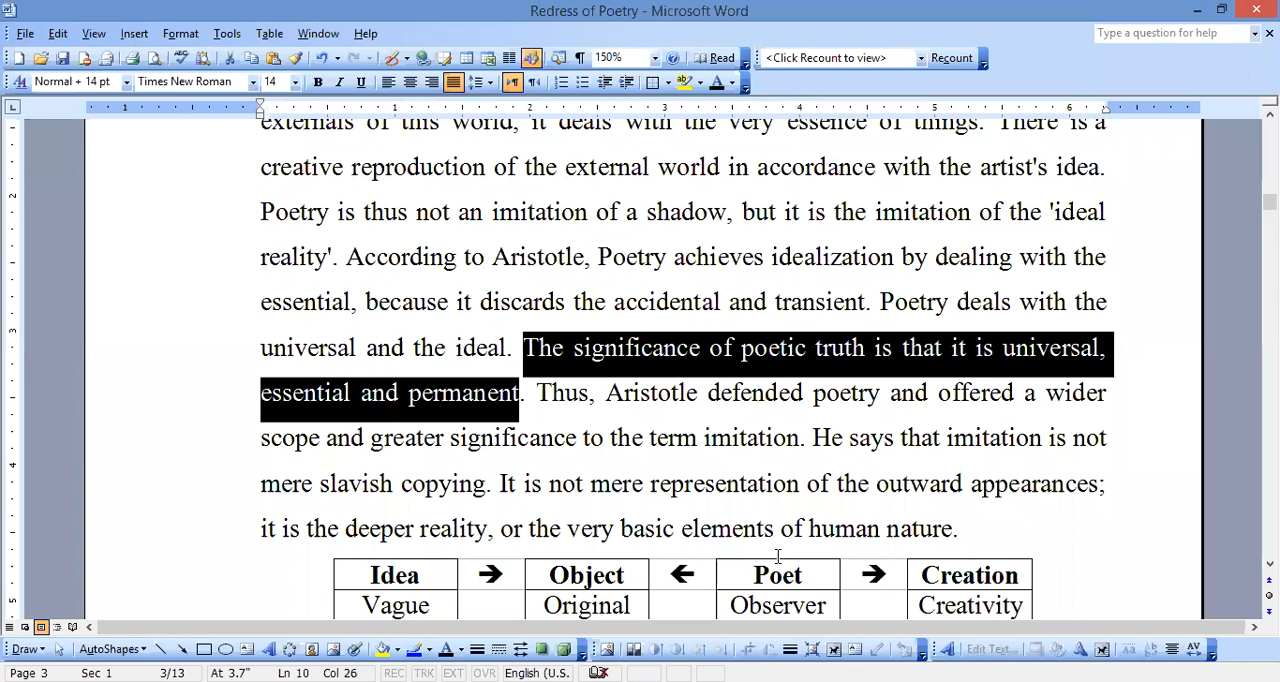 Redress of Poetry - Microsoft Word
File Edit View Insert Format Tools Table Window Help Type a question for help
150% Read <Click Recount to view> Recount
Normal + 14 pt Times New Roman 14 B I U
1 1 2 3 4 5 6
externals of this world, it deals with the very essence of things. There is a
creative reproduction of the external world in accordance with the artist's idea.
Poetry is thus not an imitation of a shadow, but it is the imitation of the 'ideal
reality'. According to Aristotle, Poetry achieves idealization by dealing with the
essential, because it discards the accidental and transient. Poetry deals with the
universal and the ideal. The significance of poetic truth is that it is universal,
essential and permanent. Thus, Aristotle defended poetry and offered a wider
scope and greater significance to the term imitation. He says that imitation is not
mere slavish copying. It is not mere representation of the outward appearances;
it is the deeper reality, or the very basic elements of human nature.
Idea ➔ Object 🡸 Poet ➔ Creation
Vague Original Observer Creativity
Draw AutoShapes Edit Text...
Page 3 Sec 1 3/13 At 3.7" Ln 10 Col 26 REC TRK EXT OVR English (U.S.